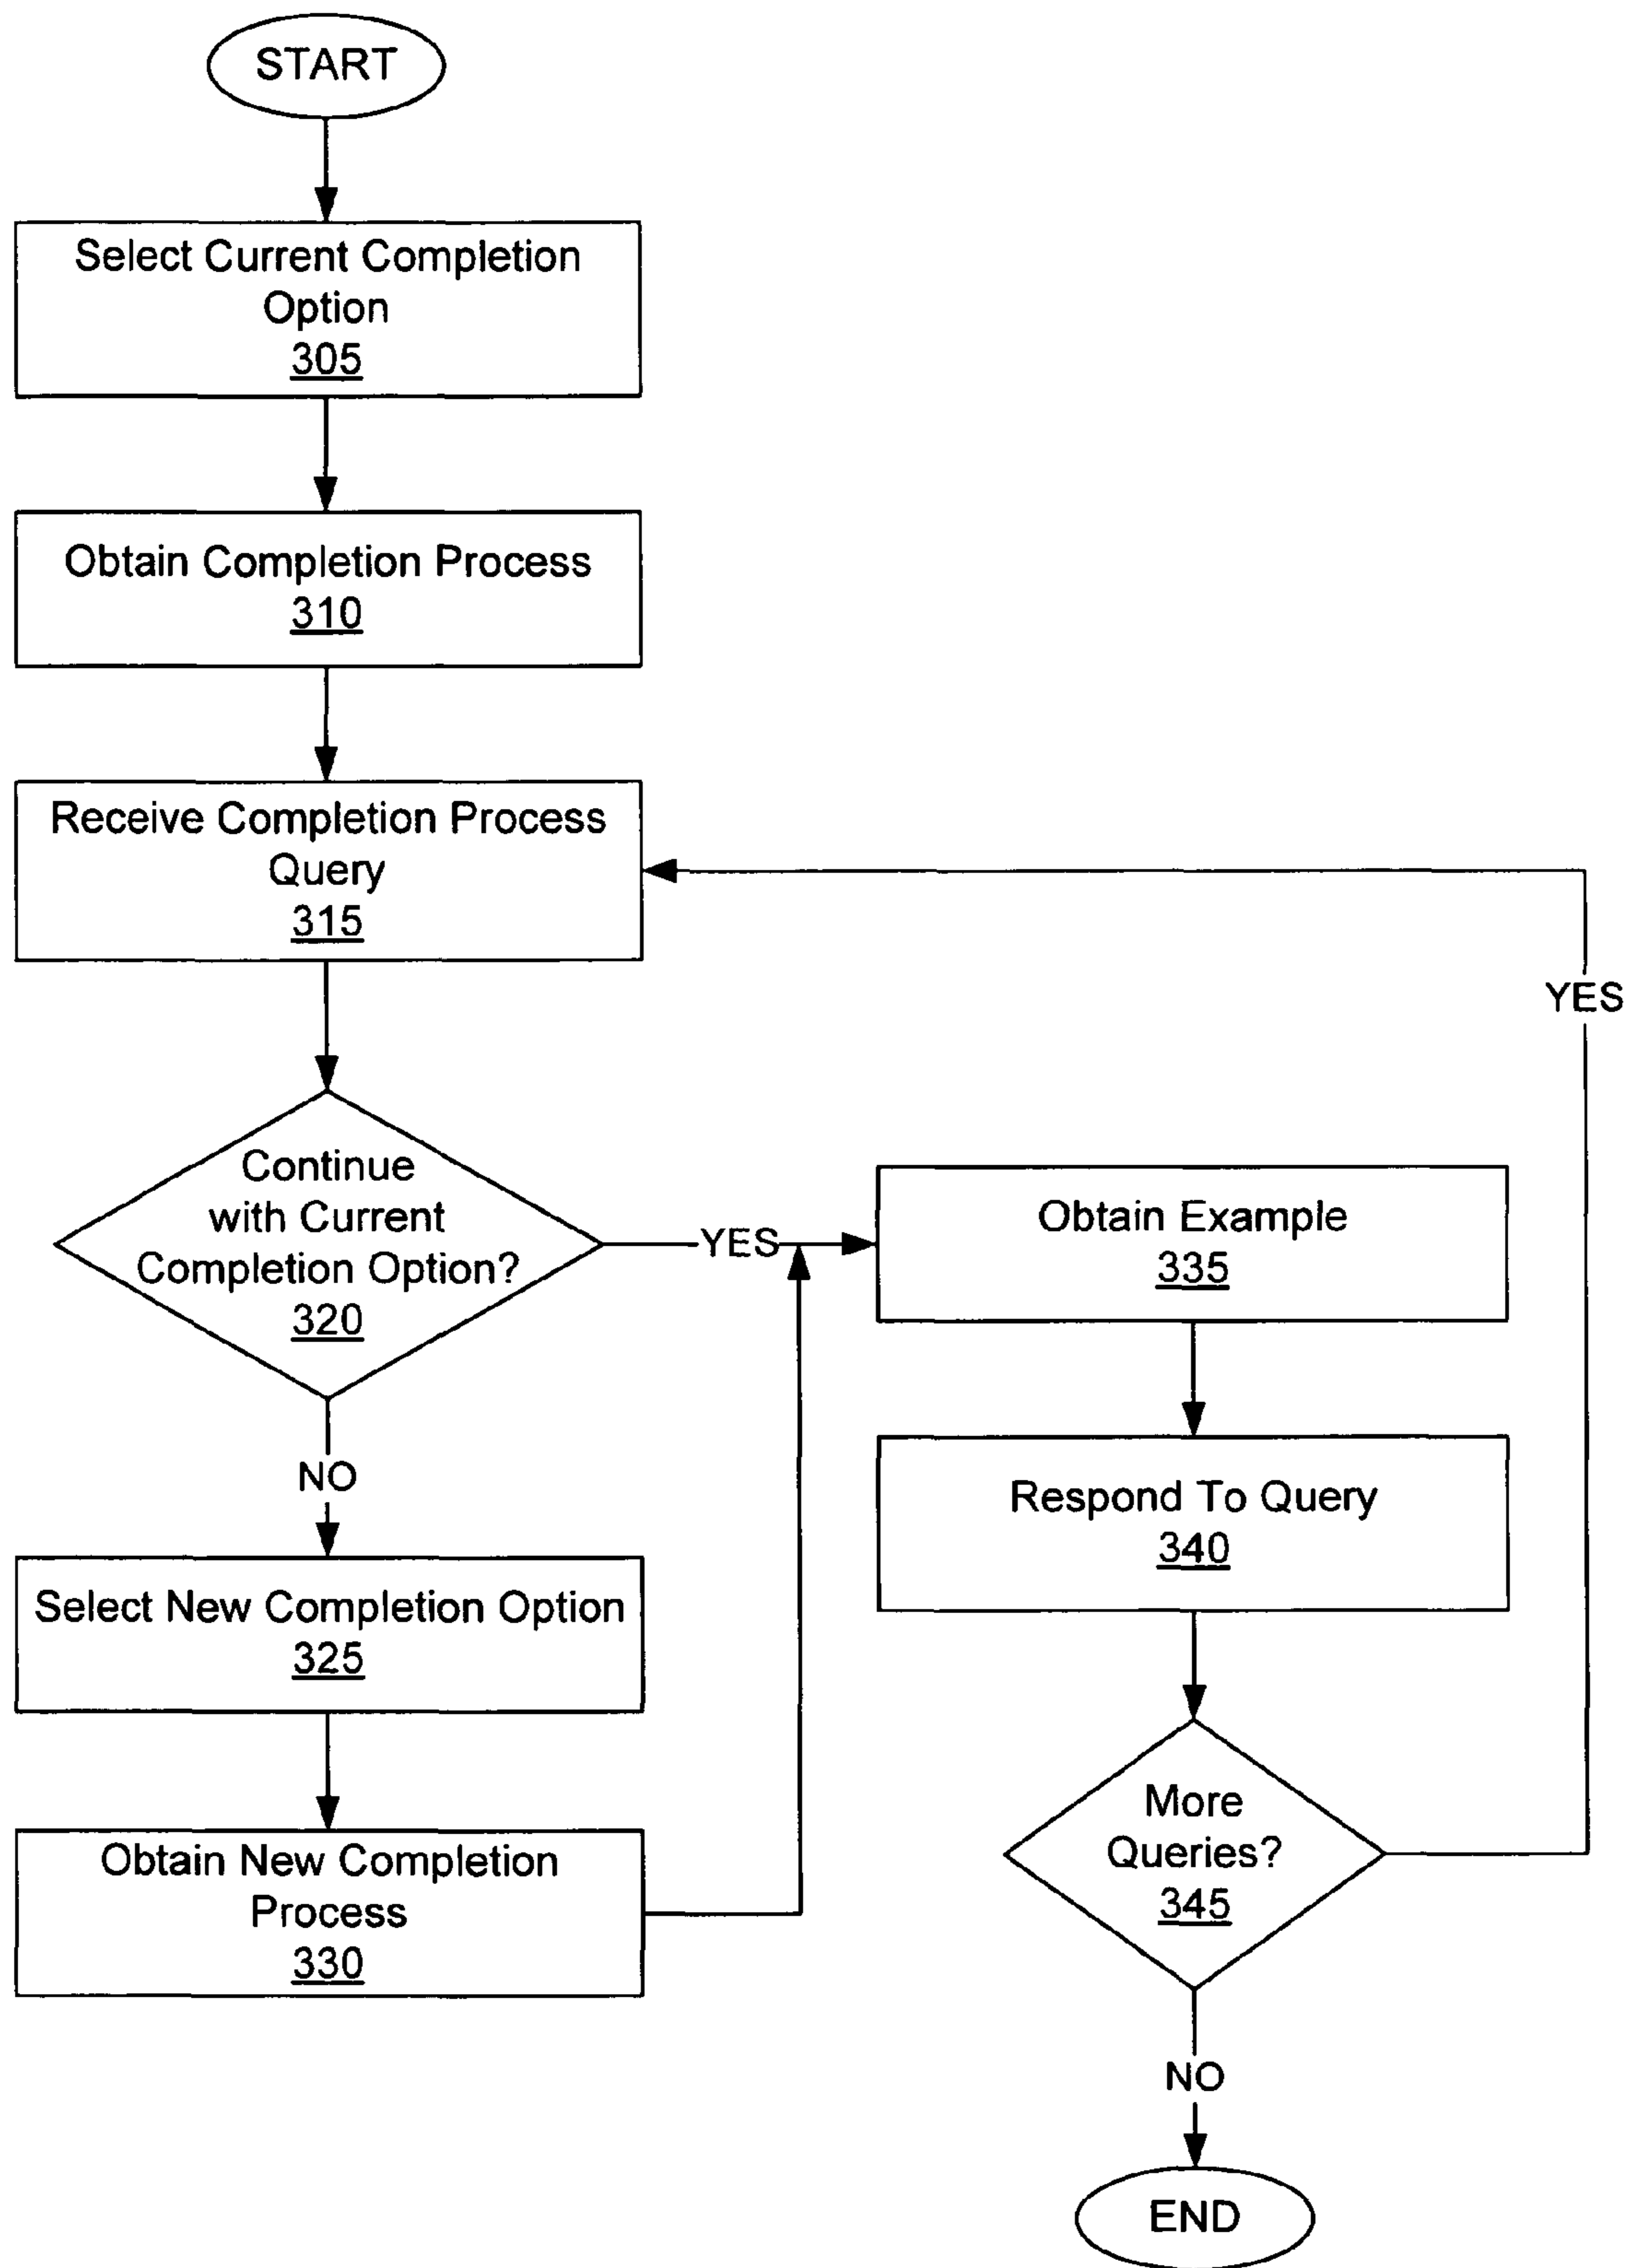 START
Select Current Completion
Option
305
Obtain Completion Process
310
Receive Completion Process
Query
315
YES
Continue
with Current
Completion Option?
320
YES
Obtain Example
335
Respond To Query
340
NO
Select New Completion Option
325
More
Queries?
345
Obtain New Completion
Process
330
NO
END